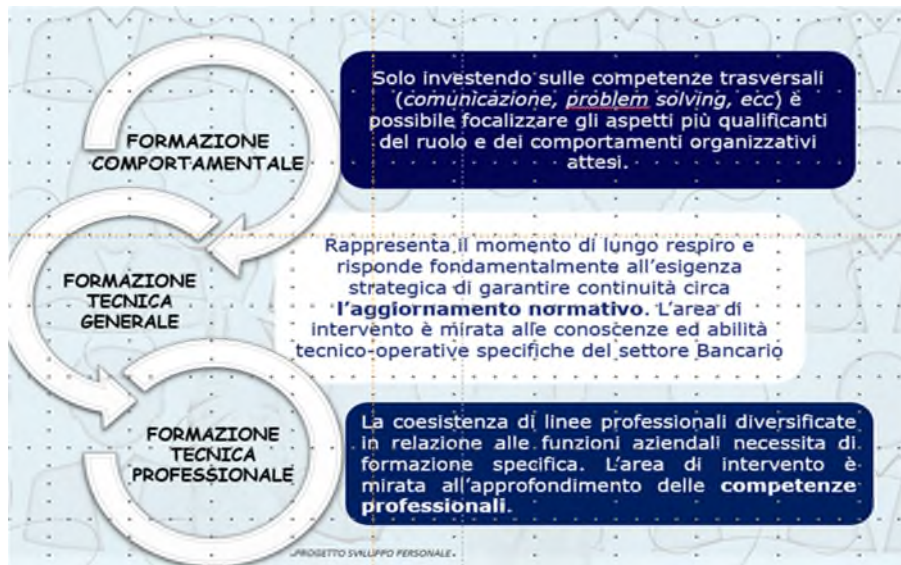 FORMAZIONE
COMPORTAMENTALE
Solo investendo sulle competenze trasversali
(comunicazione, problem solving, ecc) è
possibile focalizzare gli aspetti più qualificanti
del ruolo e dei comportamenti organizzativi
attesi.
FORMAZIONE
TECNICA
GENERALE
Rappresenta il momento di lungo respiro e
risponde fondamentalmente all'esigenza
strategica di garantire continuità circa
l'aggiornamento normativo. L'area di
intervento è mirata alle conoscenze ed abilità
tecnico-operative specifiche del settore Bancario
FORMAZIONE
TECNICA
PROFESSIONALE
La coesistenza di linee professionali diversificate
in relazione alle funzioni aziendali necessita di
formazione specifica. L'area di intervento è
mirata all'approfondimento delle competenze
professionali.
PROGETTO SVILUPPO PERSONALE